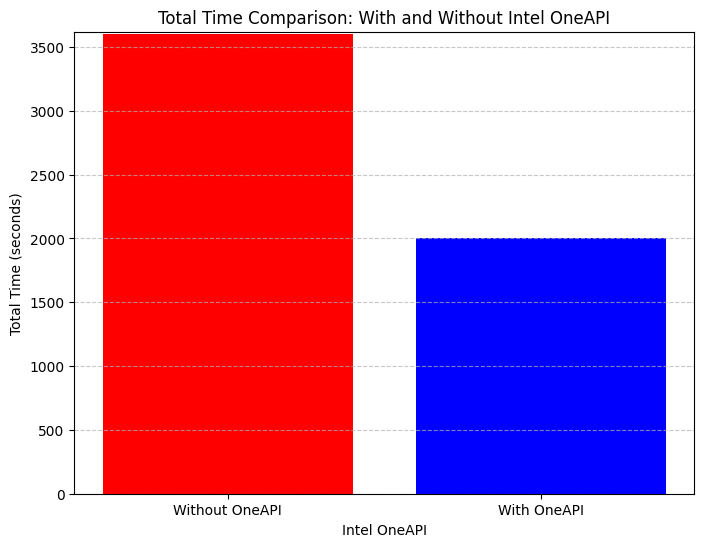 Total Time Comparison: With and Without Intel OneAPI
3500
3000
2500
2000
1500
1000
500
0
Total Time (seconds)
Without OneAPI
With OneAPI
Intel OneAPI